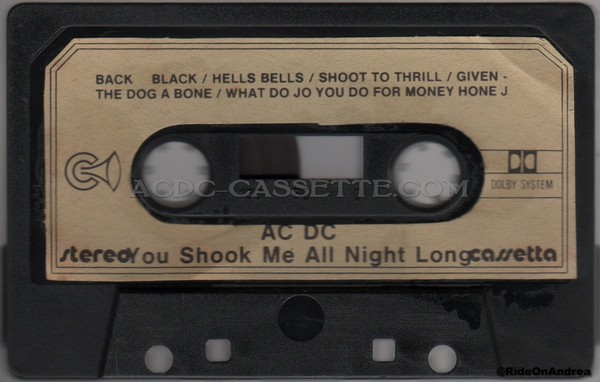 BACK BLACK / HELLS BELLS / SHOOT TO THRILL / GIVEN -
THE DOG A BONE / WHAT DO JO YOU DO FOR MONEY HONE J
DOLBY SYSTEM
ACDC-CASSETTE.COM
AC DC
stereo You Shook Me All Night Long cassetta
@RideOnAndrea